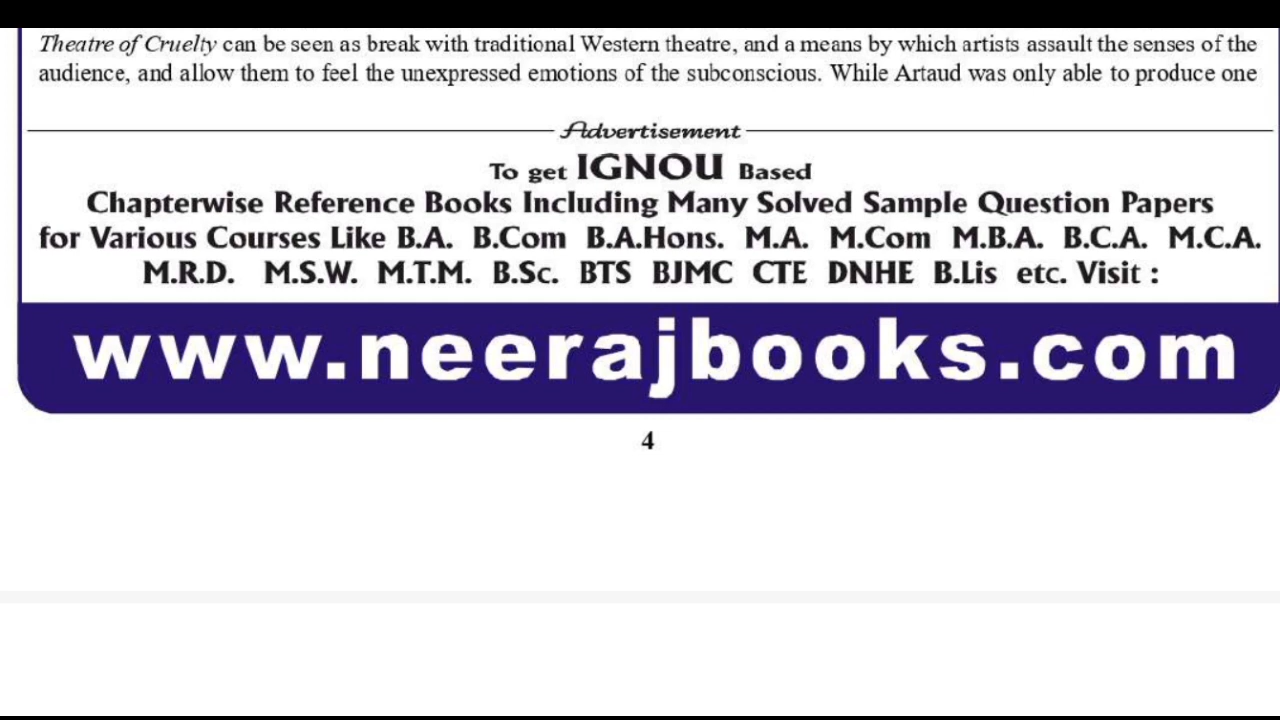 Theatre of Cruelty can be seen as break with traditional Western theatre, and a means by which artists assault the senses of the
audience, and allow them to feel the unexpressed emotions of the subconscious. While Artaud was only able to produce one
Advertisement
To get IGNOU Based
Chapterwise Reference Books Including Many Solved Sample Question Papers
for Various Courses Like B.A. B.Com B.A.Hons. M.A. M.Com M.B.A. B.C.A. M.C.A.
M.R.D. M.S.W. M.T.M. B.Sc. BTS BJMC CTE DNHE B.Lis etc. Visit :
www.neerajbooks.com
4